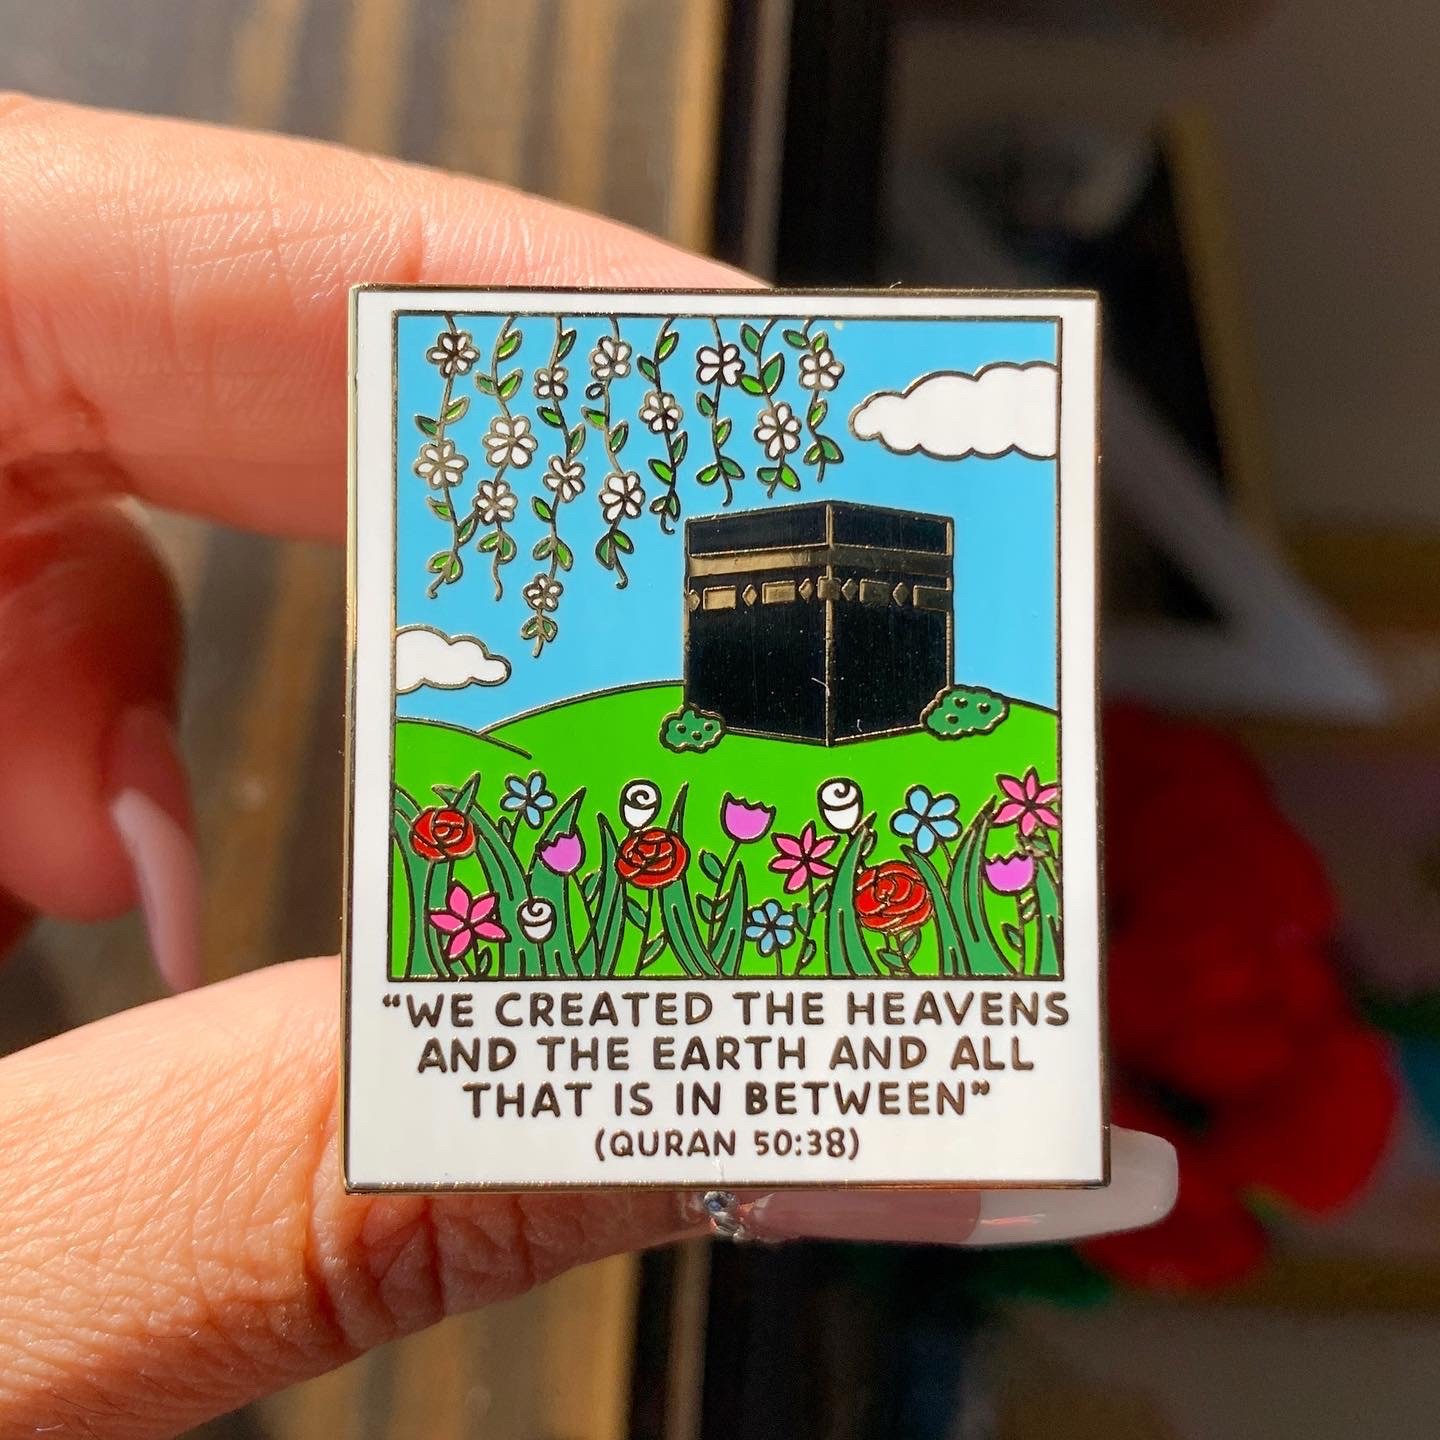 “WE CREATED THE HEAVENS
AND THE EARTH AND ALL
THAT IS IN BETWEEN”
(QURAN 50:38)